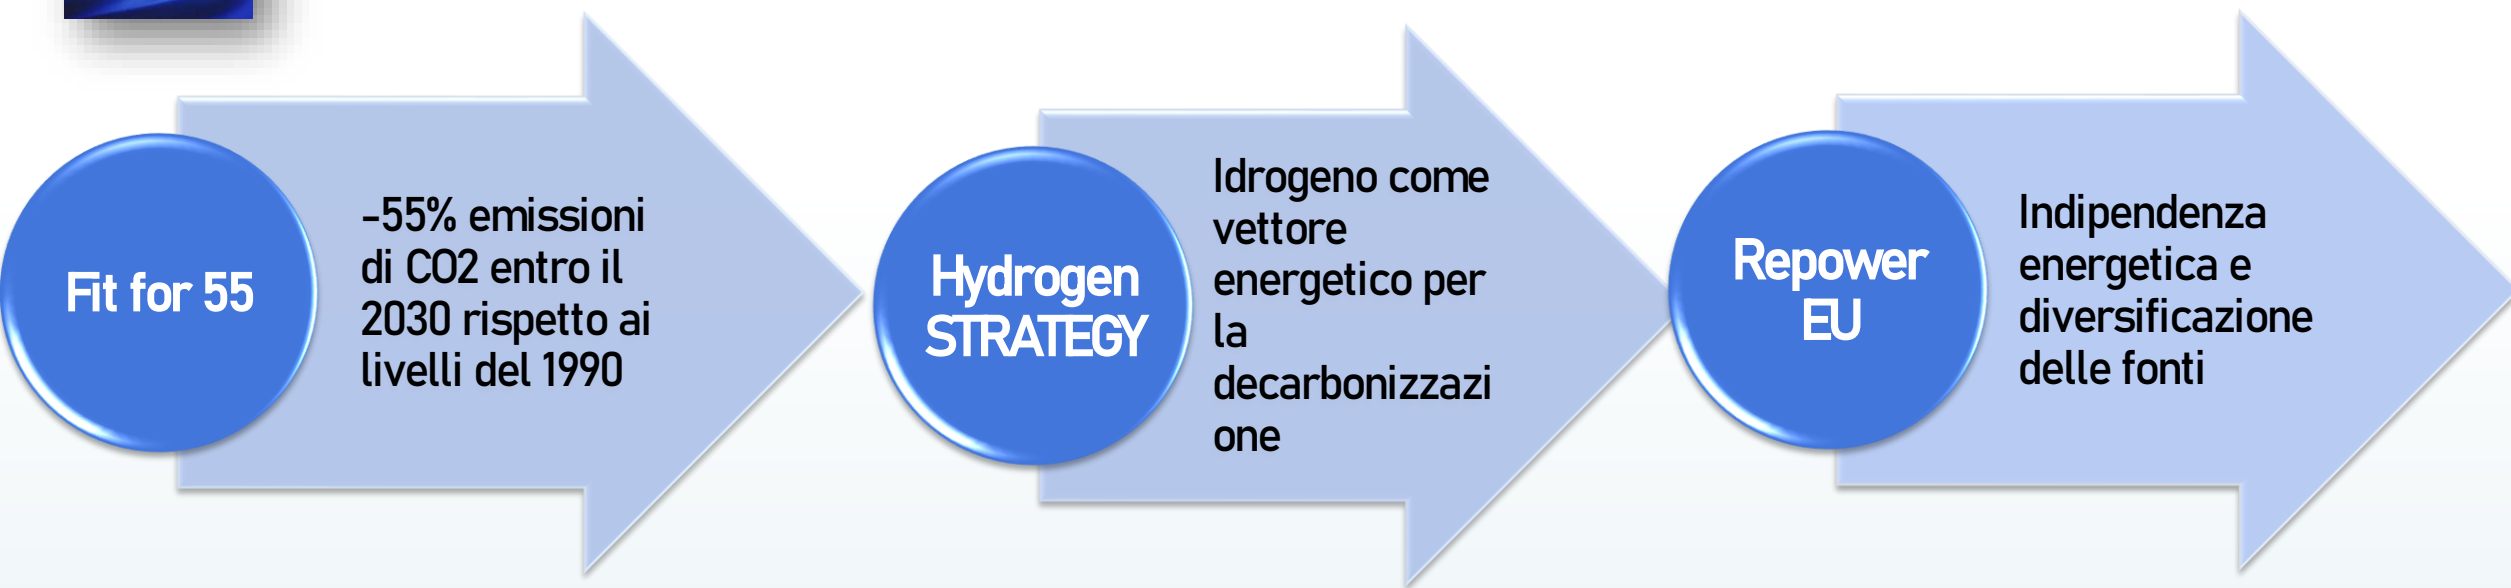 Fit for 55
-55% emissioni
di CO2 entro il
2030 rispetto ai
livelli del 1990
Hydrogen
STRATEGY
Idrogeno come
vettore
energetico per
la
decarbonizzazi
one
Repower
EU
Indipendenza
energetica e
diversificazione
delle fonti